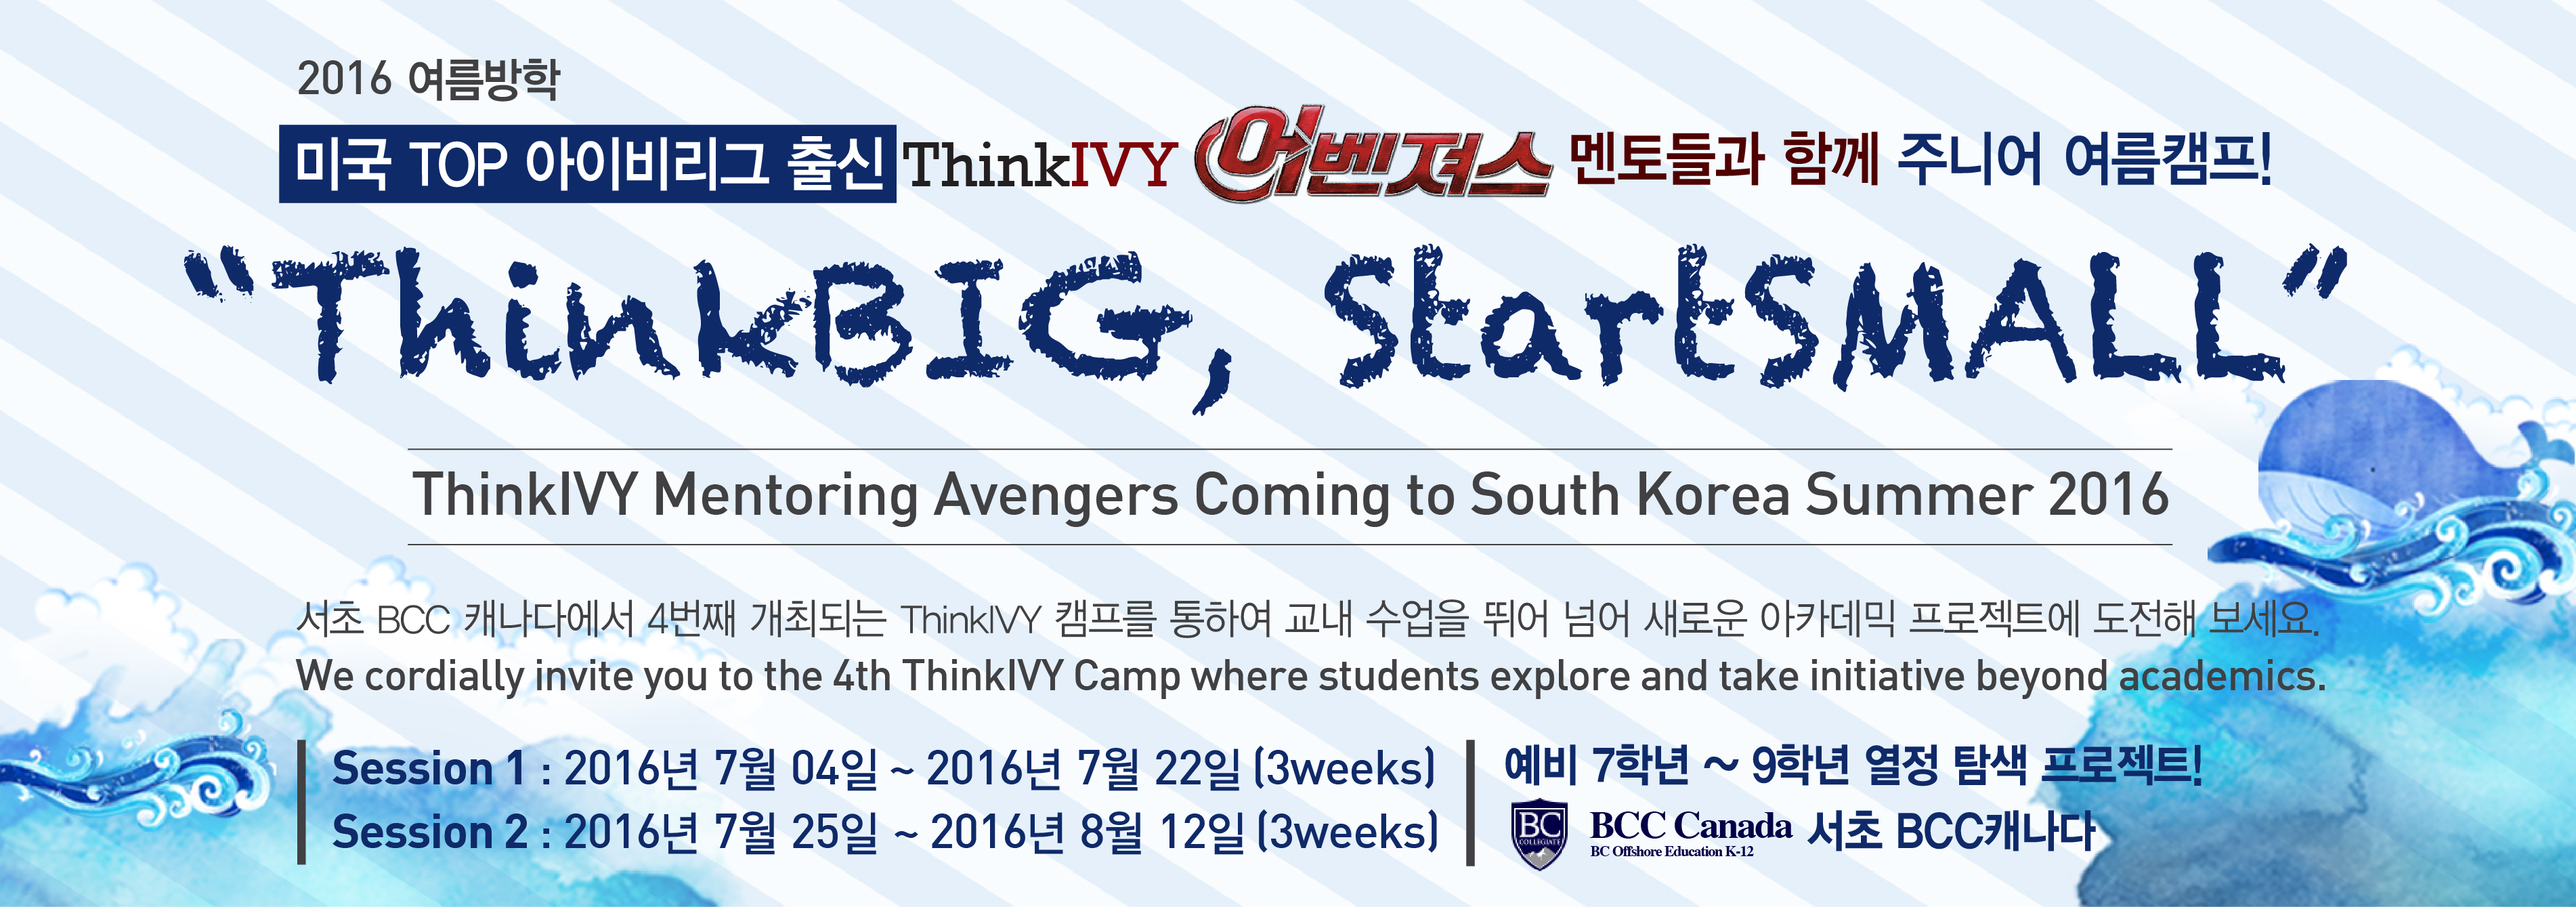 2016 여름방학
미국 TOP 아이비리그 출신 ThinkIVY 어벤져스 멘토들과 함께 주니어 여름캠프!
“ThinkBIG, StartSMALL”
ThinkIVY Mentoring Avengers Coming to South Korea Summer 2016
서초 BCC 캐나다에서 4번째 개최되는 ThinkIVY 캠프를 통하여 교내 수업을 뛰어 넘어 새로운 아카데믹 프로젝트에 도전해 보세요.
We cordially invite you to the 4th ThinkIVY Camp where students explore and take initiative beyond academics.
Session 1 : 2016년 7월 04일 ~ 2016년 7월 22일 (3weeks)
Session 2 : 2016년 7월 25일 ~ 2016년 8월 12일 (3weeks)
예비 7학년 ~ 9학년 열정 탐색 프로젝트!
BC COLLEGIATE
BCC Canada 서초 BCC캐나다
BC Offshore Education K-12